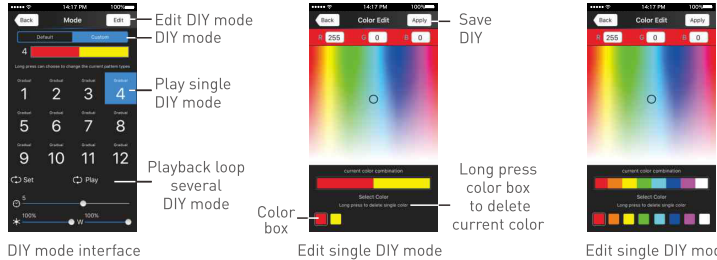 14:17 PM 100%
Back Mode Edit
Default Custom
4
Long press can choose to change the current pattern types
Gradual Gradual Gradual Gradual
1 2 3 4
Gradual Gradual Gradual Gradual
5 6 7 8
Gradual Gradual Gradual Gradual
9 10 11 12
Set Play
5
100% W 100%
Edit DIY mode
DIY mode
Play single
DIY mode
Playback loop
several
DIY mode
DIY mode interface
14:17 PM 100%
Back Color Edit Apply
R 255 G 0 B 0
current color combination
Select Color
Long press to delete single color
Save
DIY
Color
box
Long press
color box
to delete
current color
Edit single DIY mode
14:17 PM
Back Color Edit
R 255 G 0 B 0
current color combination
Select Color
Long press to delete single color
Edit single DIY mod